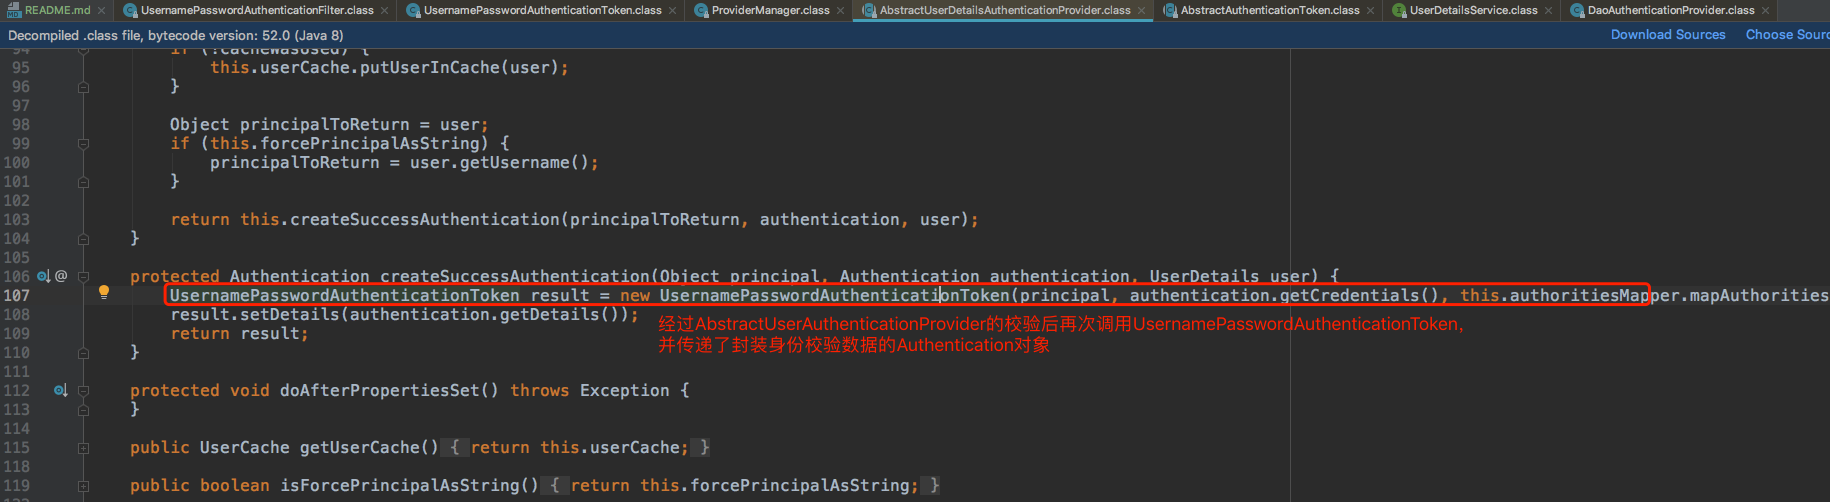 README.md UsernamePasswordAuthenticationFilter.class UsernamePasswordAuthenticationToken.class ProviderManager.class AbstractUserDetailsAuthenticationProvider.class AbstractAuthenticationToken.class UserDetailsService.class DaoAuthenticationProvider.class
Decompiled .class file, bytecode version: 52.0 (Java 8) Download Sources Choose Sourc
94 if (!cacheWasUsed) {
95 this.userCache.putUserInCache(user);
96 }
97
98 Object principalToReturn = user;
99 if (this.forcePrincipalAsString) {
100 principalToReturn = user.getUsername();
101 }
102
103 return this.createSuccessAuthentication(principalToReturn, authentication, user);
104 }
105
106 protected Authentication createSuccessAuthentication(Object principal, Authentication authentication, UserDetails user) {
107 UsernamePasswordAuthenticationToken result = new UsernamePasswordAuthenticationToken(principal, authentication.getCredentials(), this.authoritiesMapper.mapAuthorities
108 result.setDetails(authentication.getDetails());
经过AbstractUserAuthenticationProvider的校验后再次调用UsernamePasswordAuthenticationToken,
109 return result;
并传递了封装身份校验数据的Authentication对象
110 }
111
112 protected void doAfterPropertiesSet() throws Exception {
113 }
114
115 public UserCache getUserCache() { return this.userCache; }
118
119 public boolean isForcePrincipalAsString() { return this.forcePrincipalAsString; }